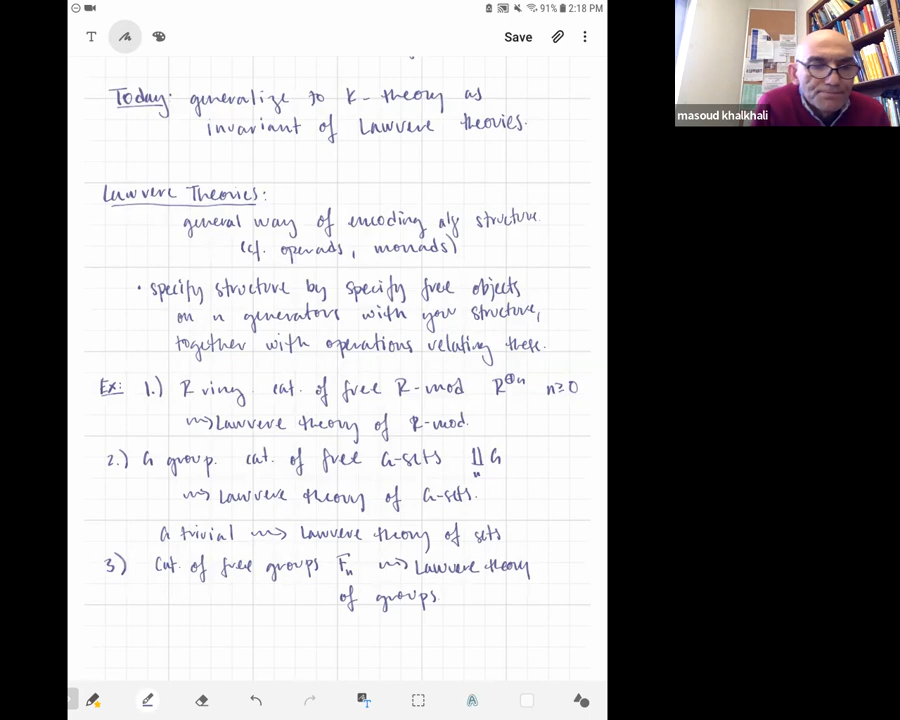 91% 2:18 PM
T Save
Today: generalize to K-theory as
invariant of Lawvere theories.
Lawvere Theories:
general way of encoding alg structure.
(cf. operads, monads)
• specify structure by specify free objects
on n generators with your structure,
together with operations relating these.
Ex: 1.) R ring. cat. of free R-mod R^⊕n n≥0
⇝ Lawvere theory of R-mod.
2.) G group. cat. of free G-sets ∐_n G
⇝ Lawvere theory of G-sets.
G trivial ⇝ Lawvere theory of sets
3) Cat. of free groups F_n ⇝ Lawvere theory
of groups.
masoud khalkhali